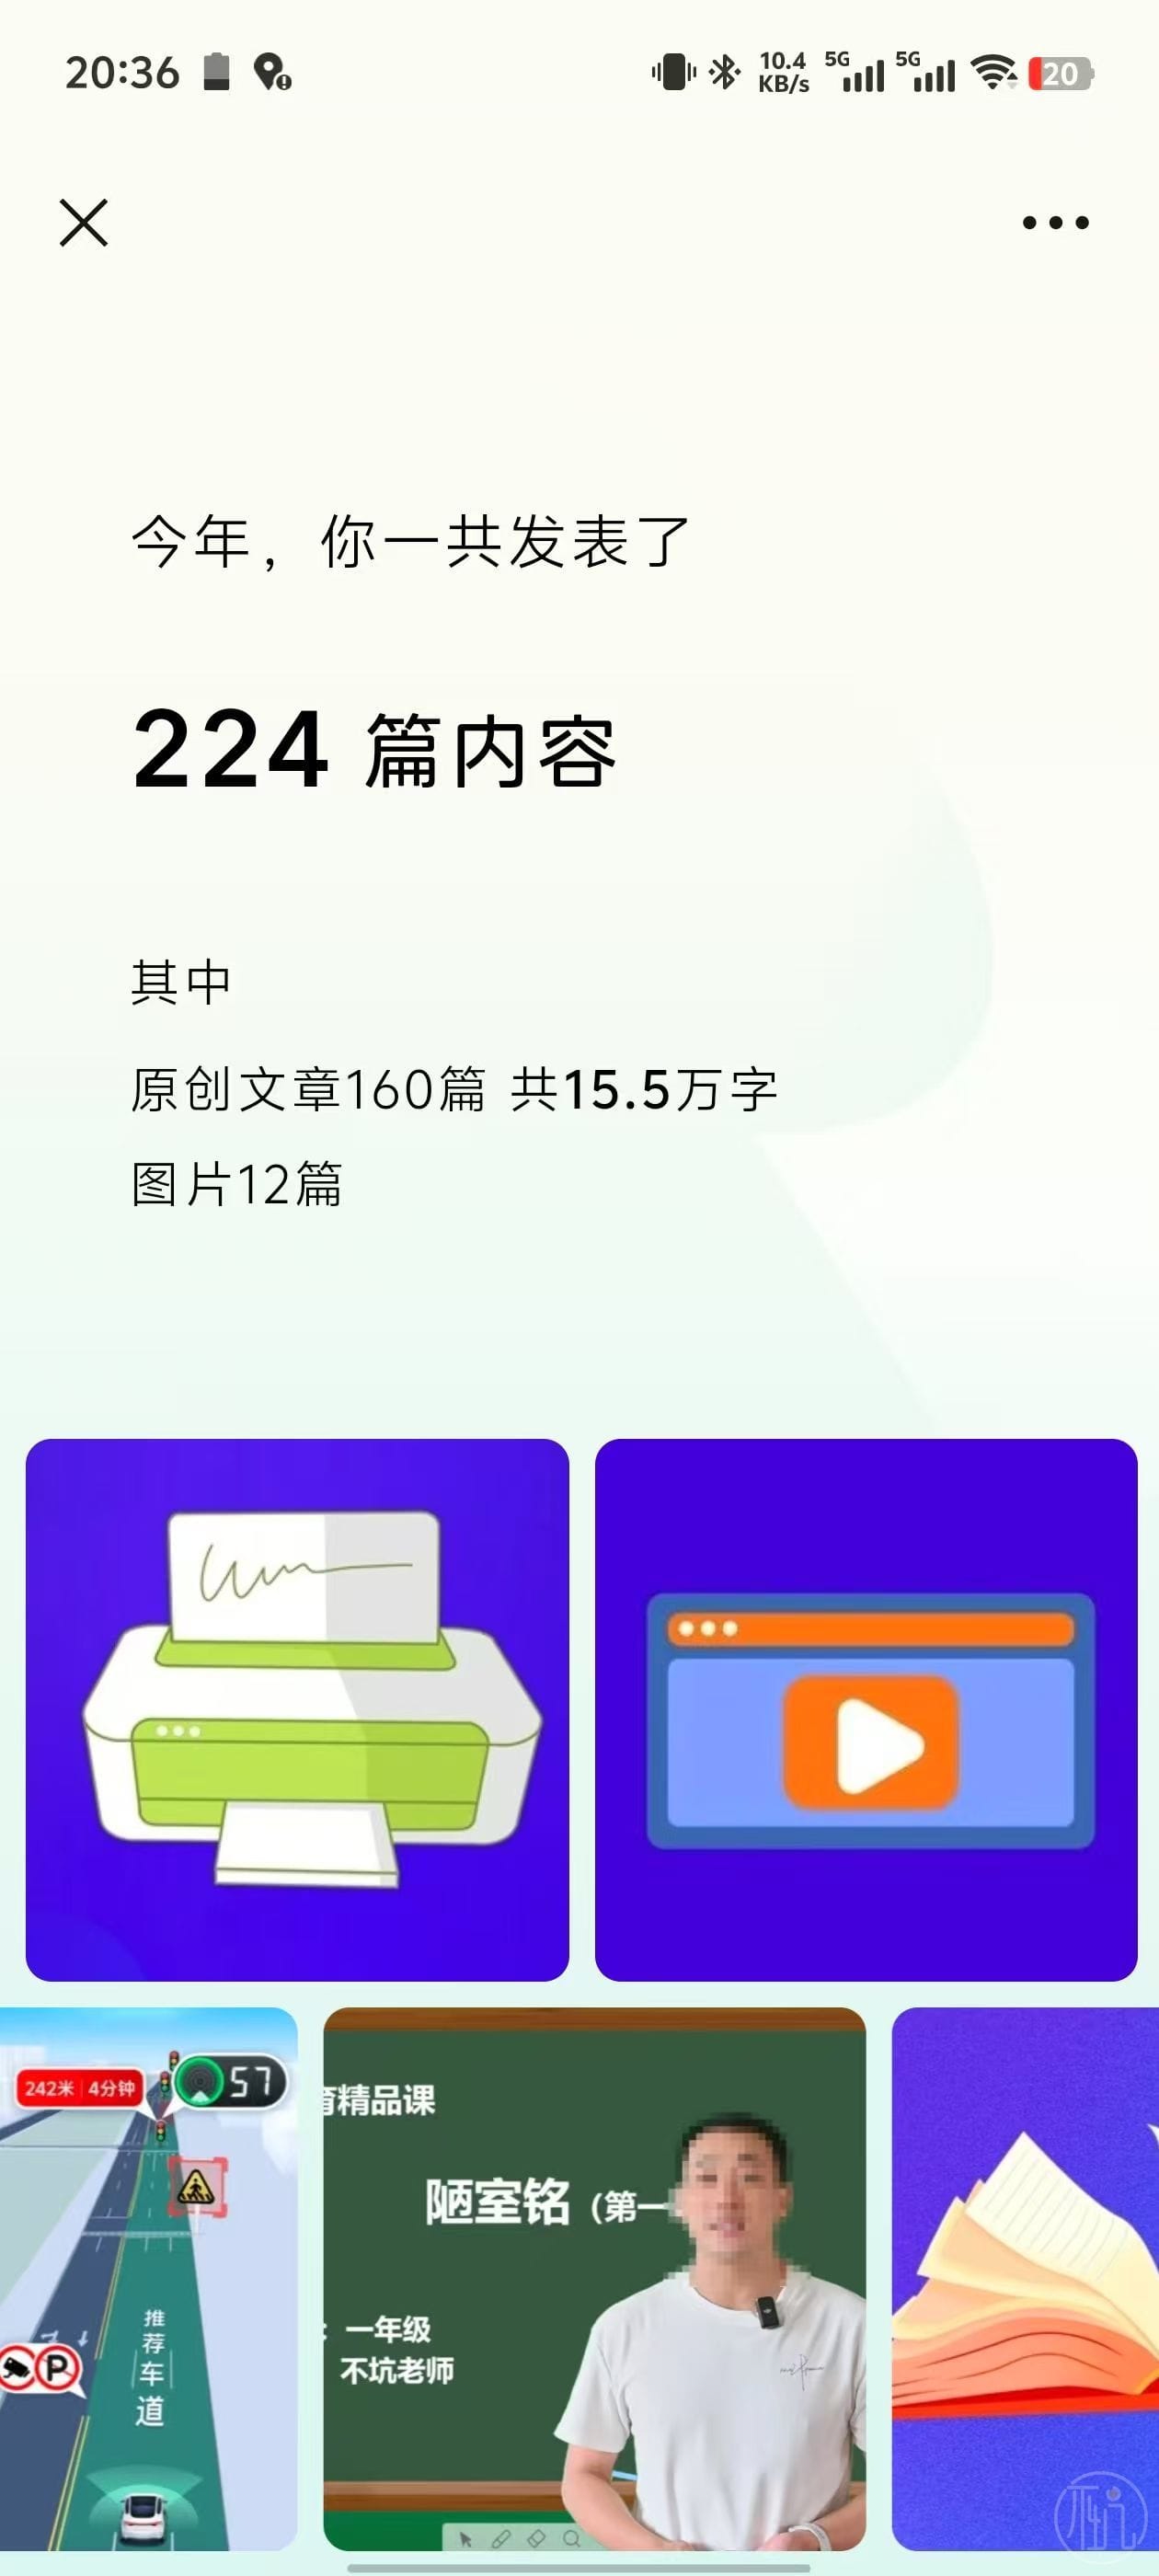 20:36
10.4
KB/s
5G
5G
20
今年，你一共发表了
224 篇内容
其中
原创文章160篇 共15.5万字
图片12篇
242米 4分钟
57
P
推
荐
车
道
育精品课
陋室铭（第一
：一年级
不坑老师